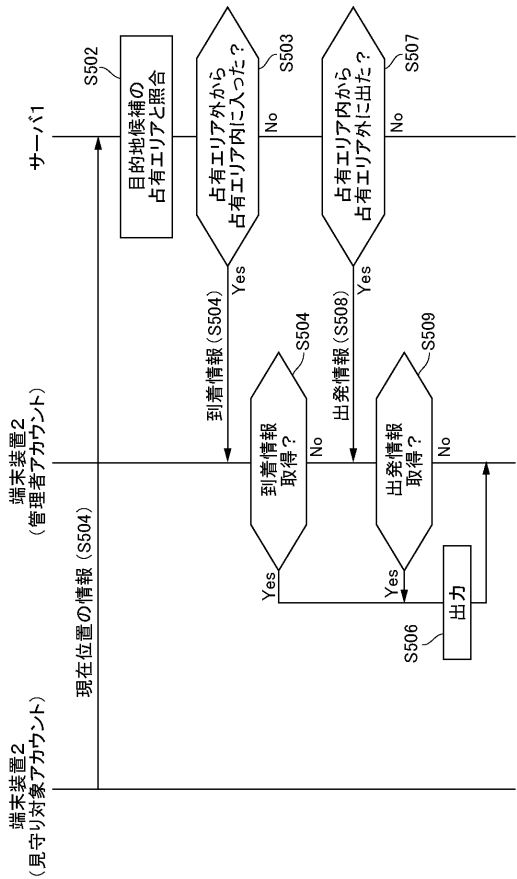 端末装置2
(見守り対象アカウント)
端末装置2
(管理者アカウント)
サーバ1
現在位置の情報(S504)
S502
目的地候補の
占有エリアと照合
S503
占有エリア外から
占有エリア内に入った?
No
Yes
到着情報(S504)
S504
到着情報
取得?
Yes
No
S507
占有エリア内から
占有エリア外に出た?
No
Yes
出発情報(S508)
S509
出発情報
取得?
Yes
No
S506
出力